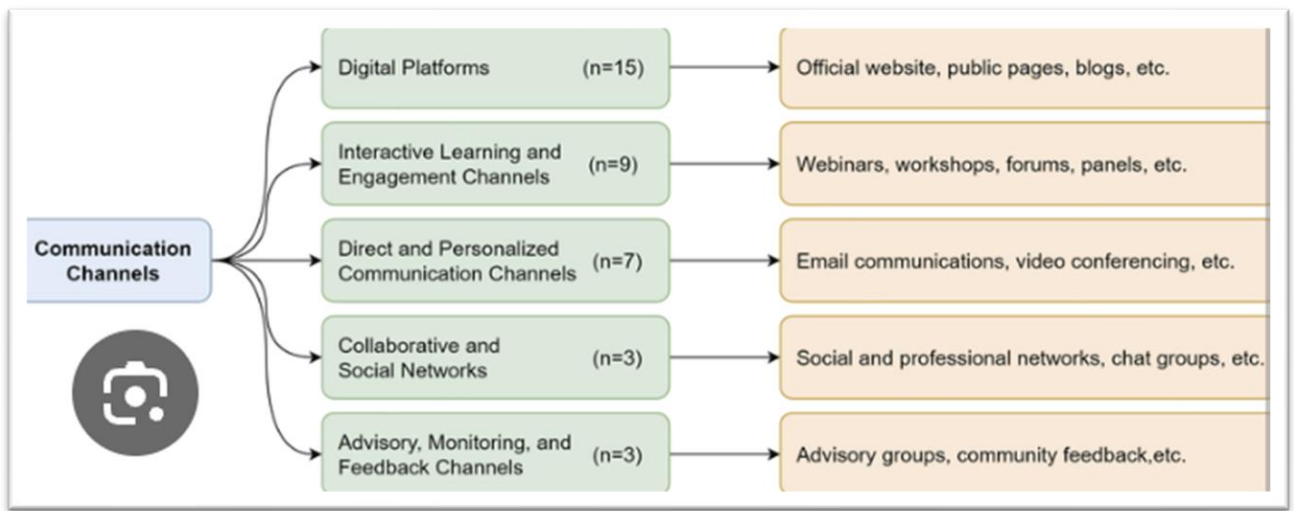 Digital Platforms (n=15)
Official website, public pages, blogs, etc.
Interactive Learning and
Engagement Channels (n=9)
Webinars, workshops, forums, panels, etc.
Communication
Channels
Direct and Personalized
Communication Channels (n=7)
Email communications, video conferencing, etc.
Collaborative and
Social Networks (n=3)
Social and professional networks, chat groups, etc.
Advisory, Monitoring, and
Feedback Channels (n=3)
Advisory groups, community feedback,etc.